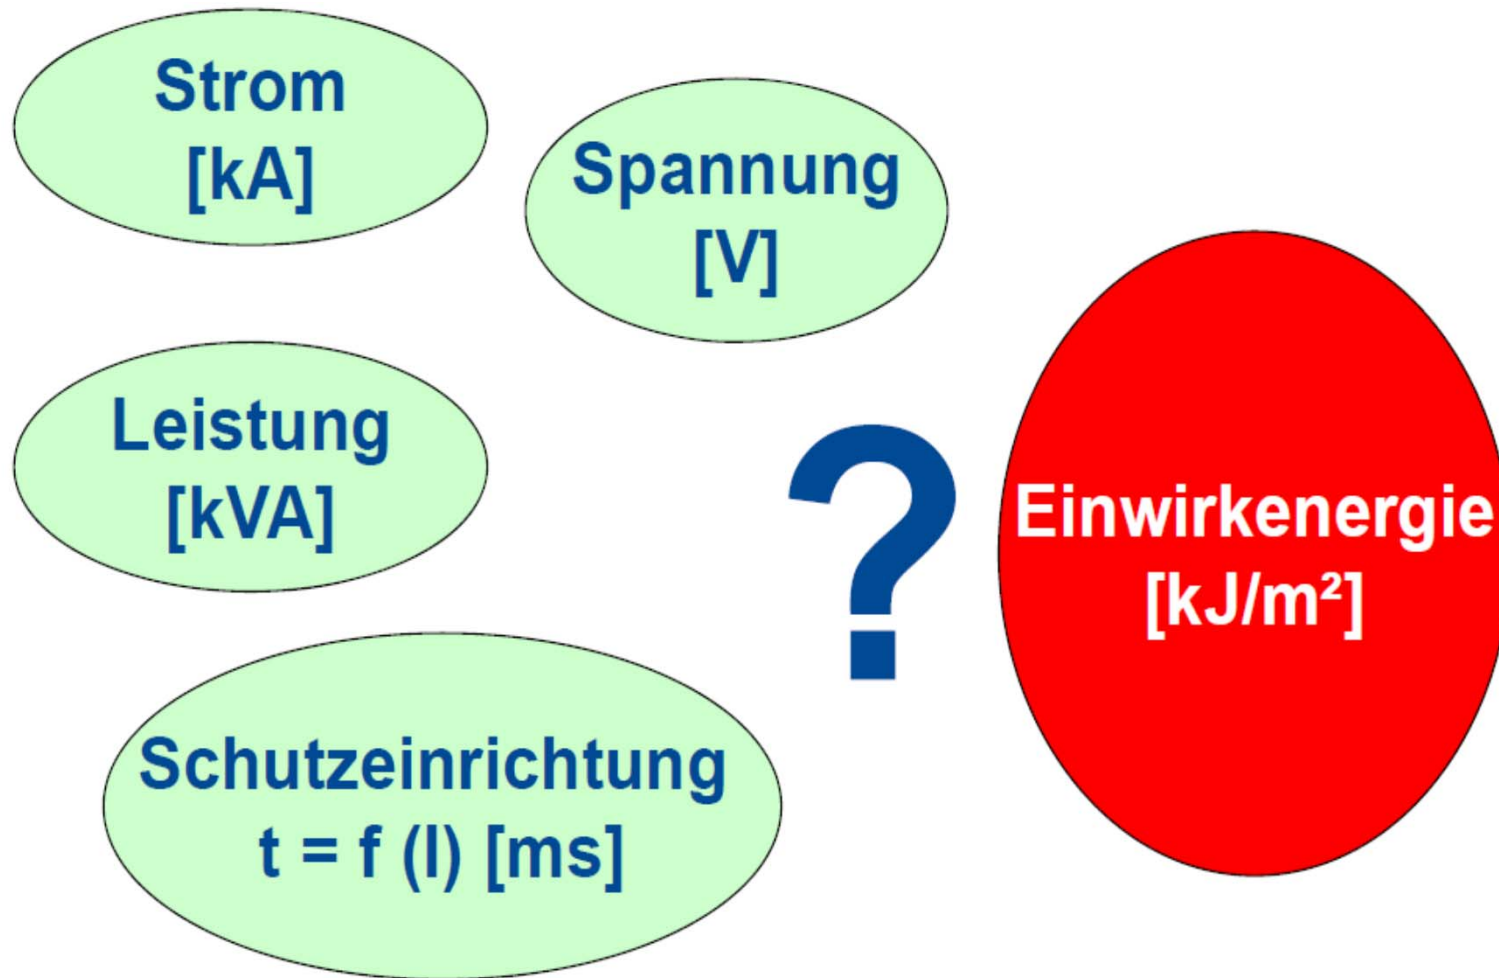 Strom
[kA]
Spannung
[V]
Leistung
[kVA]
?
Einwirkenergie
[kJ/m²]
Schutzeinrichtung
t = f (I) [ms]